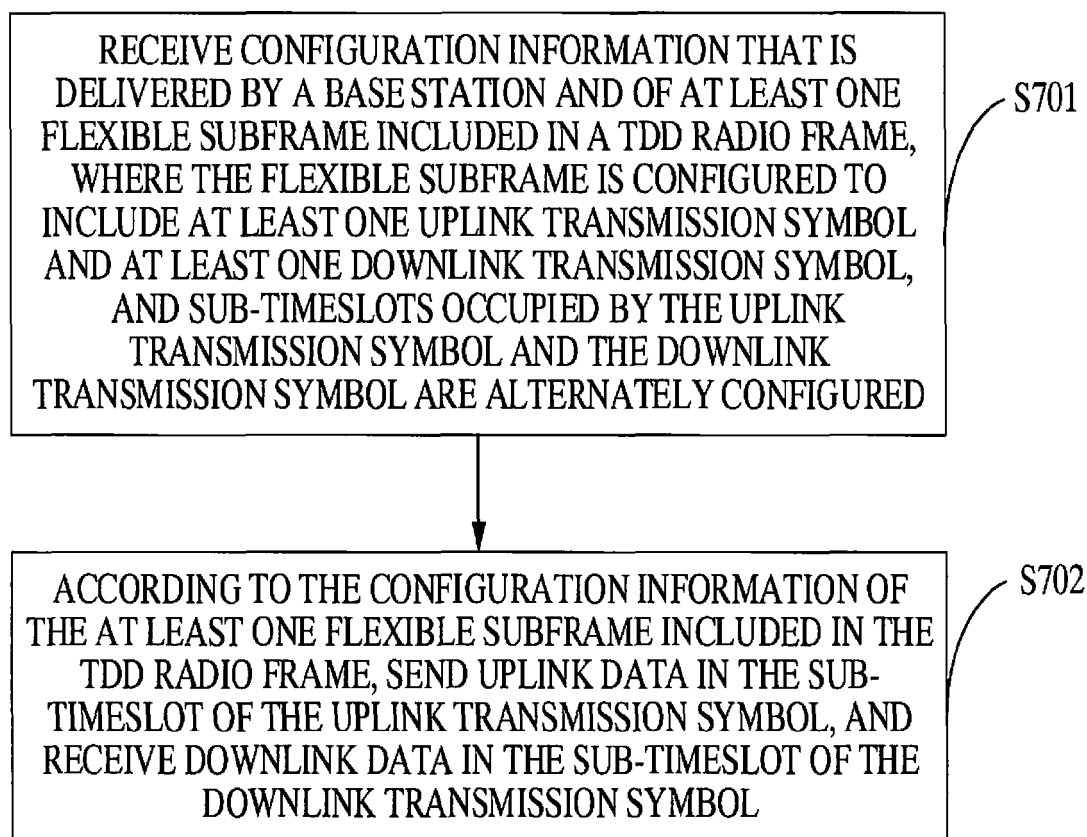 RECEIVE CONFIGURATION INFORMATION THAT IS
DELIVERED BY A BASE STATION AND OF AT LEAST ONE
FLEXIBLE SUBFRAME INCLUDED IN A TDD RADIO FRAME,
WHERE THE FLEXIBLE SUBFRAME IS CONFIGURED TO
INCLUDE AT LEAST ONE UPLINK TRANSMISSION SYMBOL
AND AT LEAST ONE DOWNLINK TRANSMISSION SYMBOL,
AND SUB-TIMESLOTS OCCUPIED BY THE UPLINK
TRANSMISSION SYMBOL AND THE DOWNLINK
TRANSMISSION SYMBOL ARE ALTERNATELY CONFIGURED
S701
ACCORDING TO THE CONFIGURATION INFORMATION OF
THE AT LEAST ONE FLEXIBLE SUBFRAME INCLUDED IN THE
TDD RADIO FRAME, SEND UPLINK DATA IN THE SUB-
TIMESLOT OF THE UPLINK TRANSMISSION SYMBOL, AND
RECEIVE DOWNLINK DATA IN THE SUB-TIMESLOT OF THE
DOWNLINK TRANSMISSION SYMBOL
S702